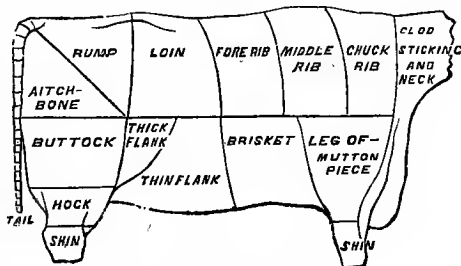 RUMP
LOIN
FORE RIB
MIDDLE
RIB
CHUCK
RIB
CLOD
STICKING
AND
NECK
AITCH-
BONE
BUTTOCK
THICK
FLANK
THIN FLANK
BRISKET
LEG OF-
MUTTON
PIECE
HOCK
TAIL
SHIN
SHIN